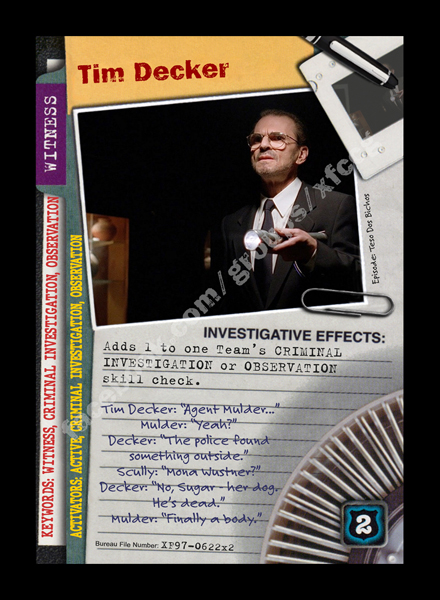 Tim Decker
WITNESS
KEYWORDS: WITNESS, CRIMINAL INVESTIGATION, OBSERVATION
ACTIVATORS: ACTIVE, CRIMINAL INVESTIGATION, OBSERVATION
Episode: Teso Dos Bichos
INVESTIGATIVE EFFECTS:
Adds 1 to one Team's CRIMINAL
INVESTIGATION or OBSERVATION
skill check.
Tim Decker: "Agent Mulder..."
Mulder: "Yeah?"
Decker: "The police found
something outside."
Scully: "Mona Wustner?"
Decker: "No, Sugar - her dog.
He's dead."
Mulder: "Finally a body."
Bureau File Number: XF97-0622x2
2